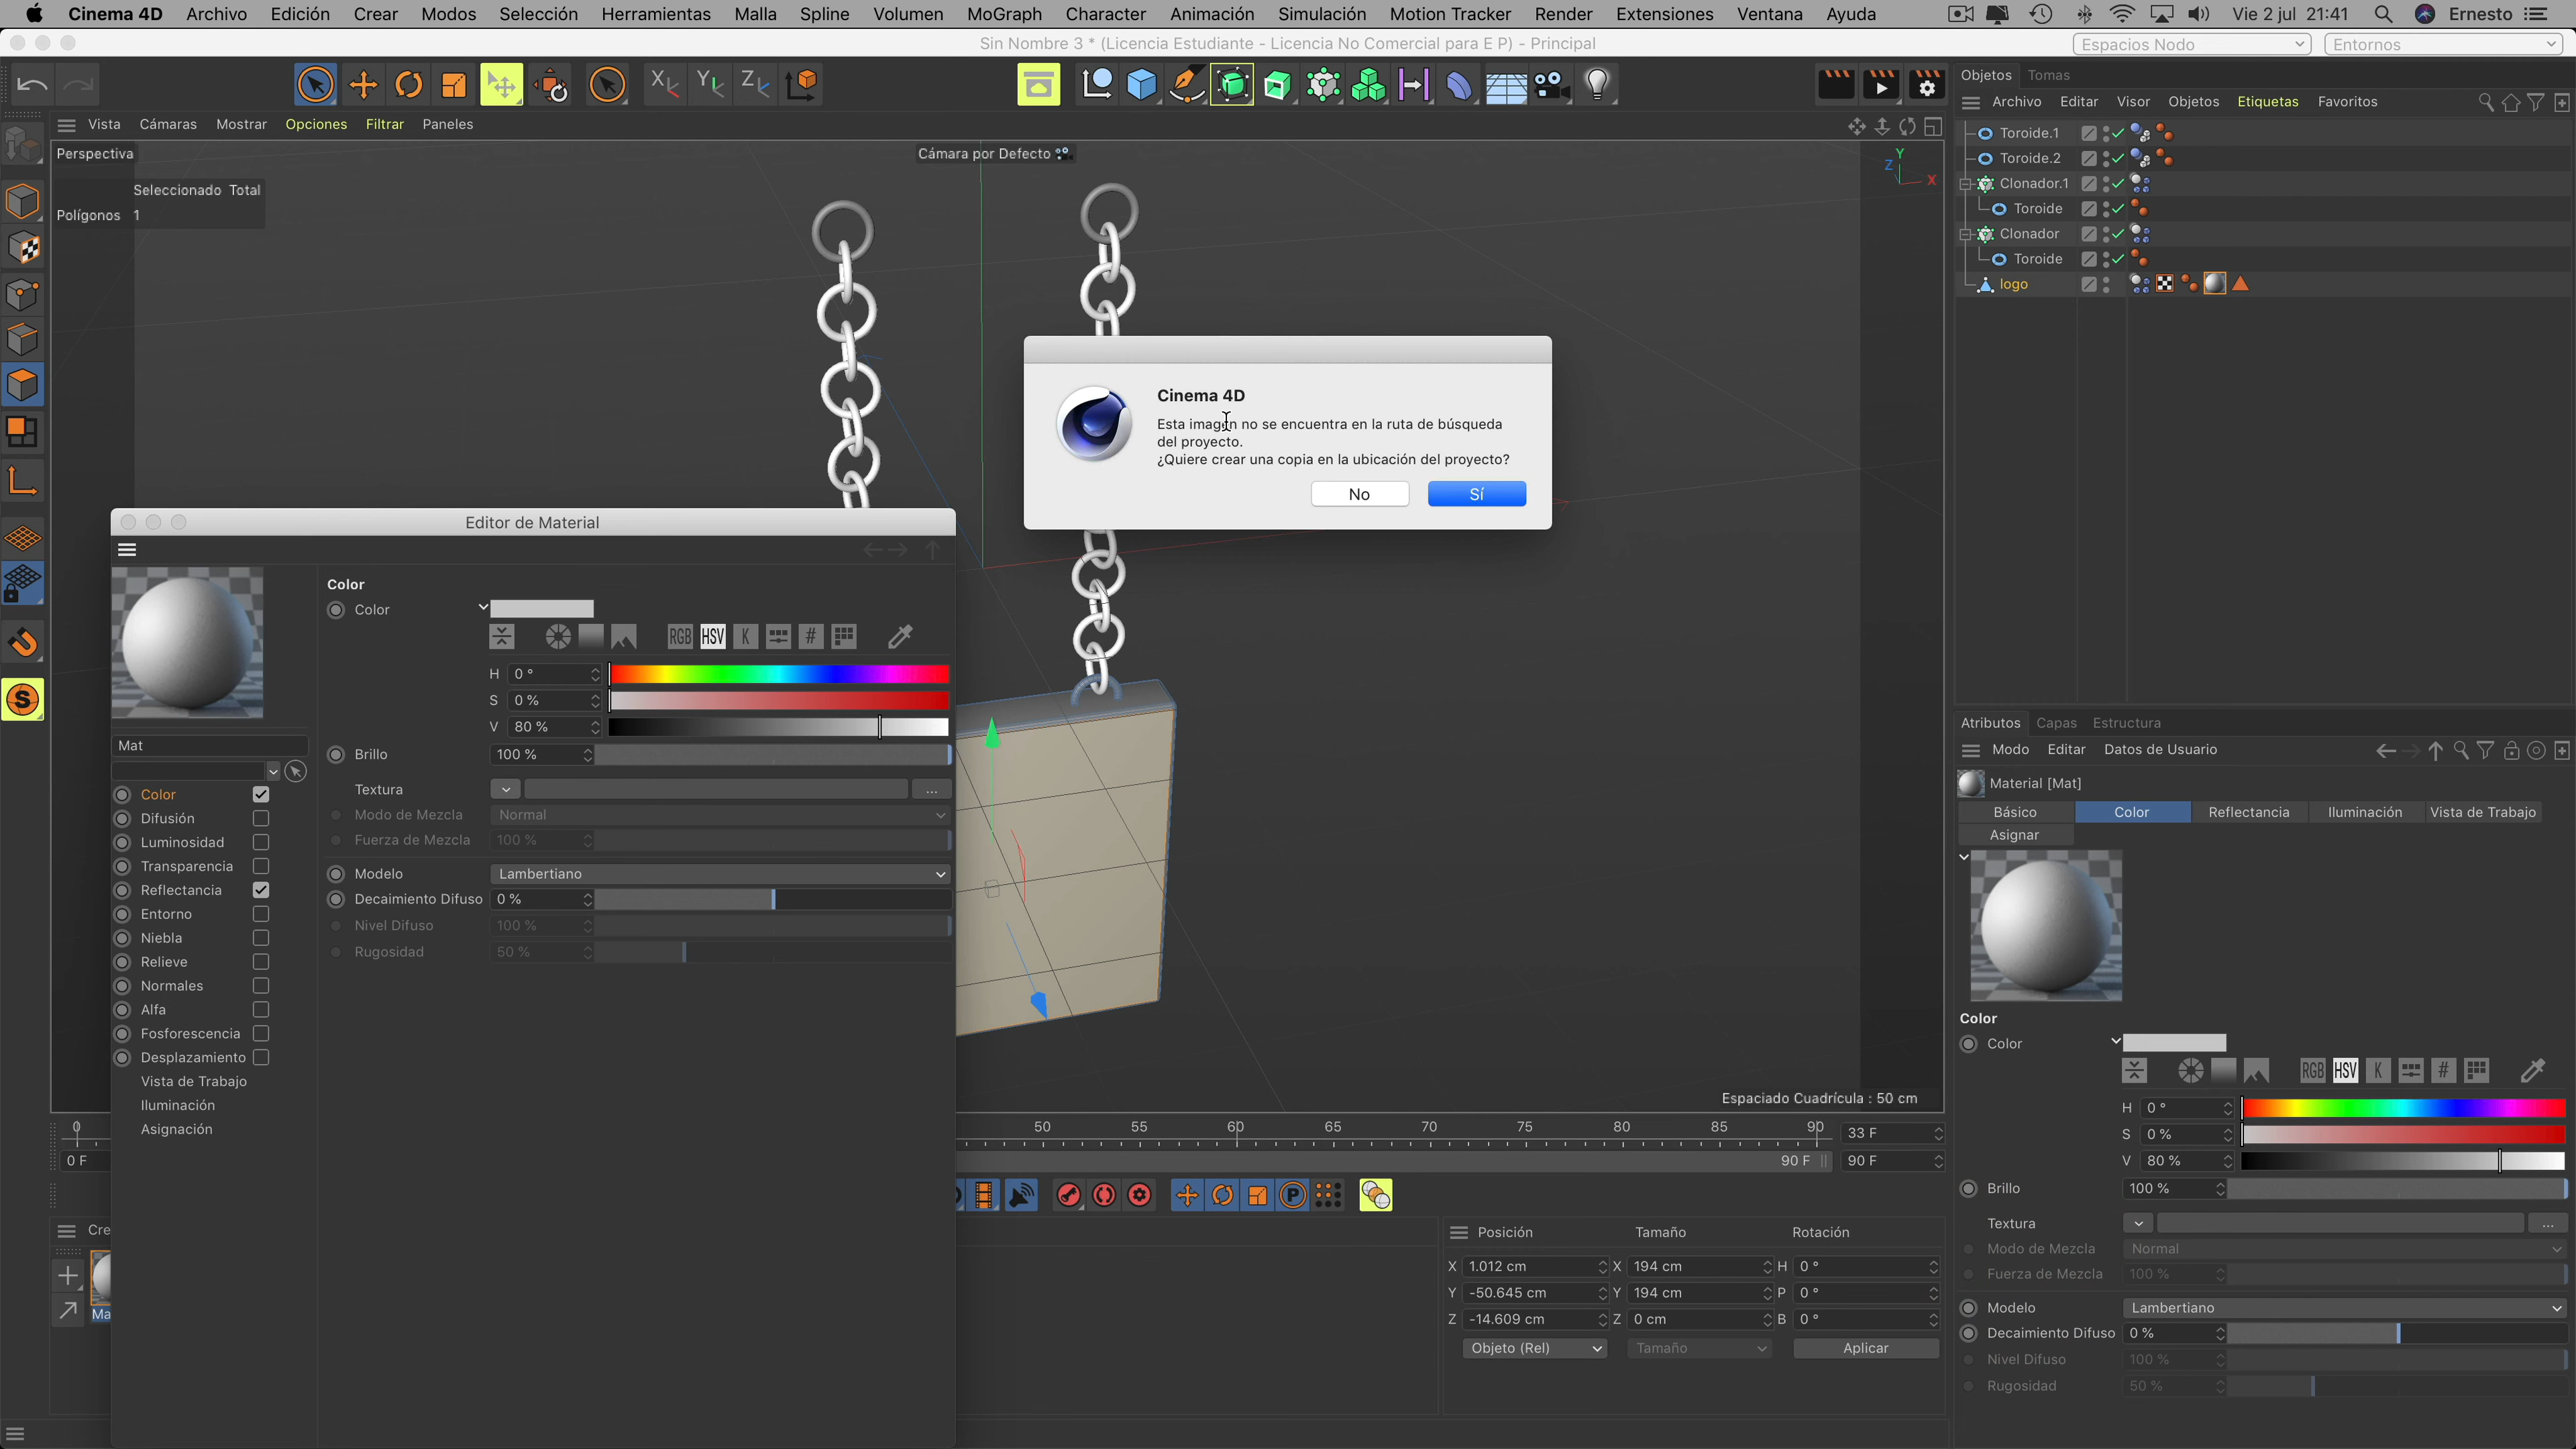 Cinema 4D Archivo Edición Crear Modos Selección Herramientas Malla Spline Volumen MoGraph Character Animación Simulación Motion Tracker Render Extensiones Ventana Ayuda Vie 2 jul 21:41 Ernesto
Sin Nombre 3 * (Licencia Estudiante - Licencia No Comercial para E P) - Principal Espacios Nodo Entornos
Objetos Tomas
Archivo Editar Visor Objetos Etiquetas Favoritos
Vista Cámaras Mostrar Opciones Filtrar Paneles
Perspectiva
Cámara por Defecto
Seleccionado Total
Polígonos 1
Y
Z
X
Toroide.1
Toroide.2
Clonador.1
Toroide
Clonador
Toroide
logo
Cinema 4D
Esta imagen no se encuentra en la ruta de búsqueda
del proyecto.
¿Quiere crear una copia en la ubicación del proyecto?
No Sí
Editor de Material
Color
Color
RGB HSV K #
H 0 °
S 0 %
V 80 %
Brillo 100 %
Textura ...
Modo de Mezcla Normal
Fuerza de Mezcla 100 %
Modelo Lambertiano
Decaimiento Difuso 0 %
Nivel Difuso 100 %
Rugosidad 50 %
Mat
Color
Difusión
Luminosidad
Transparencia
Reflectancia
Entorno
Niebla
Relieve
Normales
Alfa
Fosforescencia
Desplazamiento
Vista de Trabajo
Iluminación
Asignación
Espaciado Cuadrícula : 50 cm
0 50 55 60 65 70 75 80 85 90 33 F
0 F 90 F 90 F
Cre
Ma
Posición Tamaño Rotación
X 1.012 cm X 194 cm H 0 °
Y -50.645 cm Y 194 cm P 0 °
Z -14.609 cm Z 0 cm B 0 °
Objeto (Rel) Tamaño Aplicar
Atributos Capas Estructura
Modo Editar Datos de Usuario
Material [Mat]
Básico Color Reflectancia Iluminación Vista de Trabajo
Asignar
Color
Color
RGB HSV K #
H 0 °
S 0 %
V 80 %
Brillo 100 %
Textura ...
Modo de Mezcla Normal
Fuerza de Mezcla 100 %
Modelo Lambertiano
Decaimiento Difuso 0 %
Nivel Difuso 100 %
Rugosidad 50 %